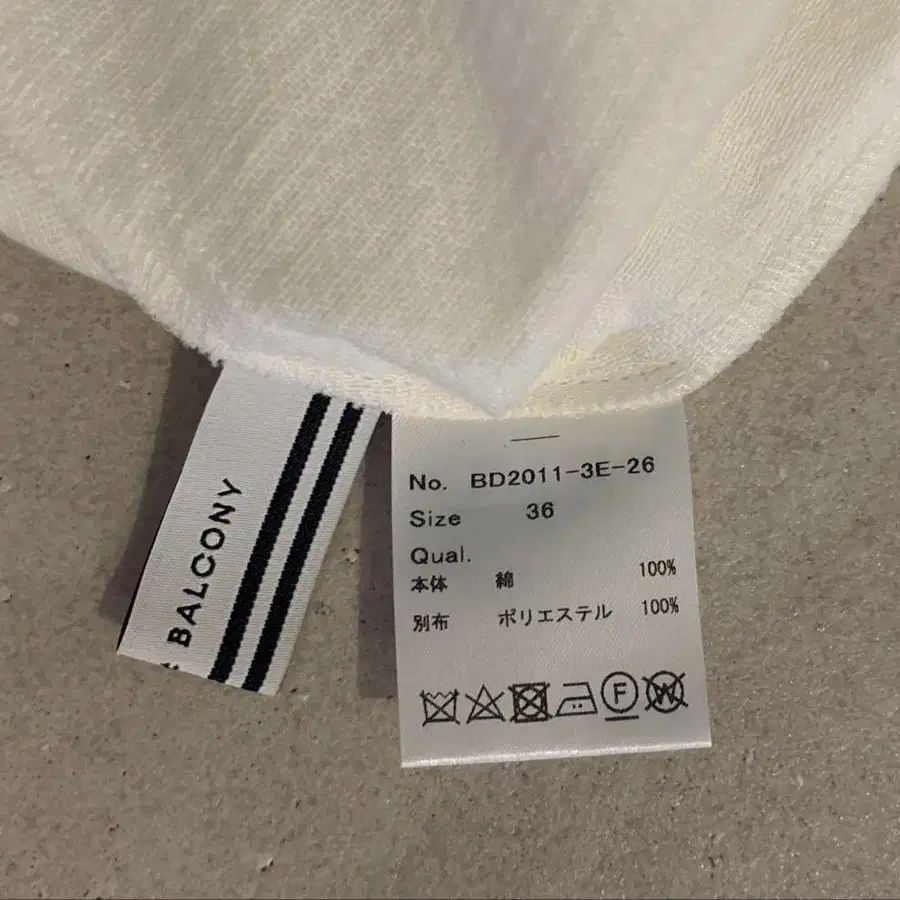 BALCONY
No. BD2011-3E-26
Size 36
Qual.
本体 綿 100%
別布 ポリエステル 100%
F
W